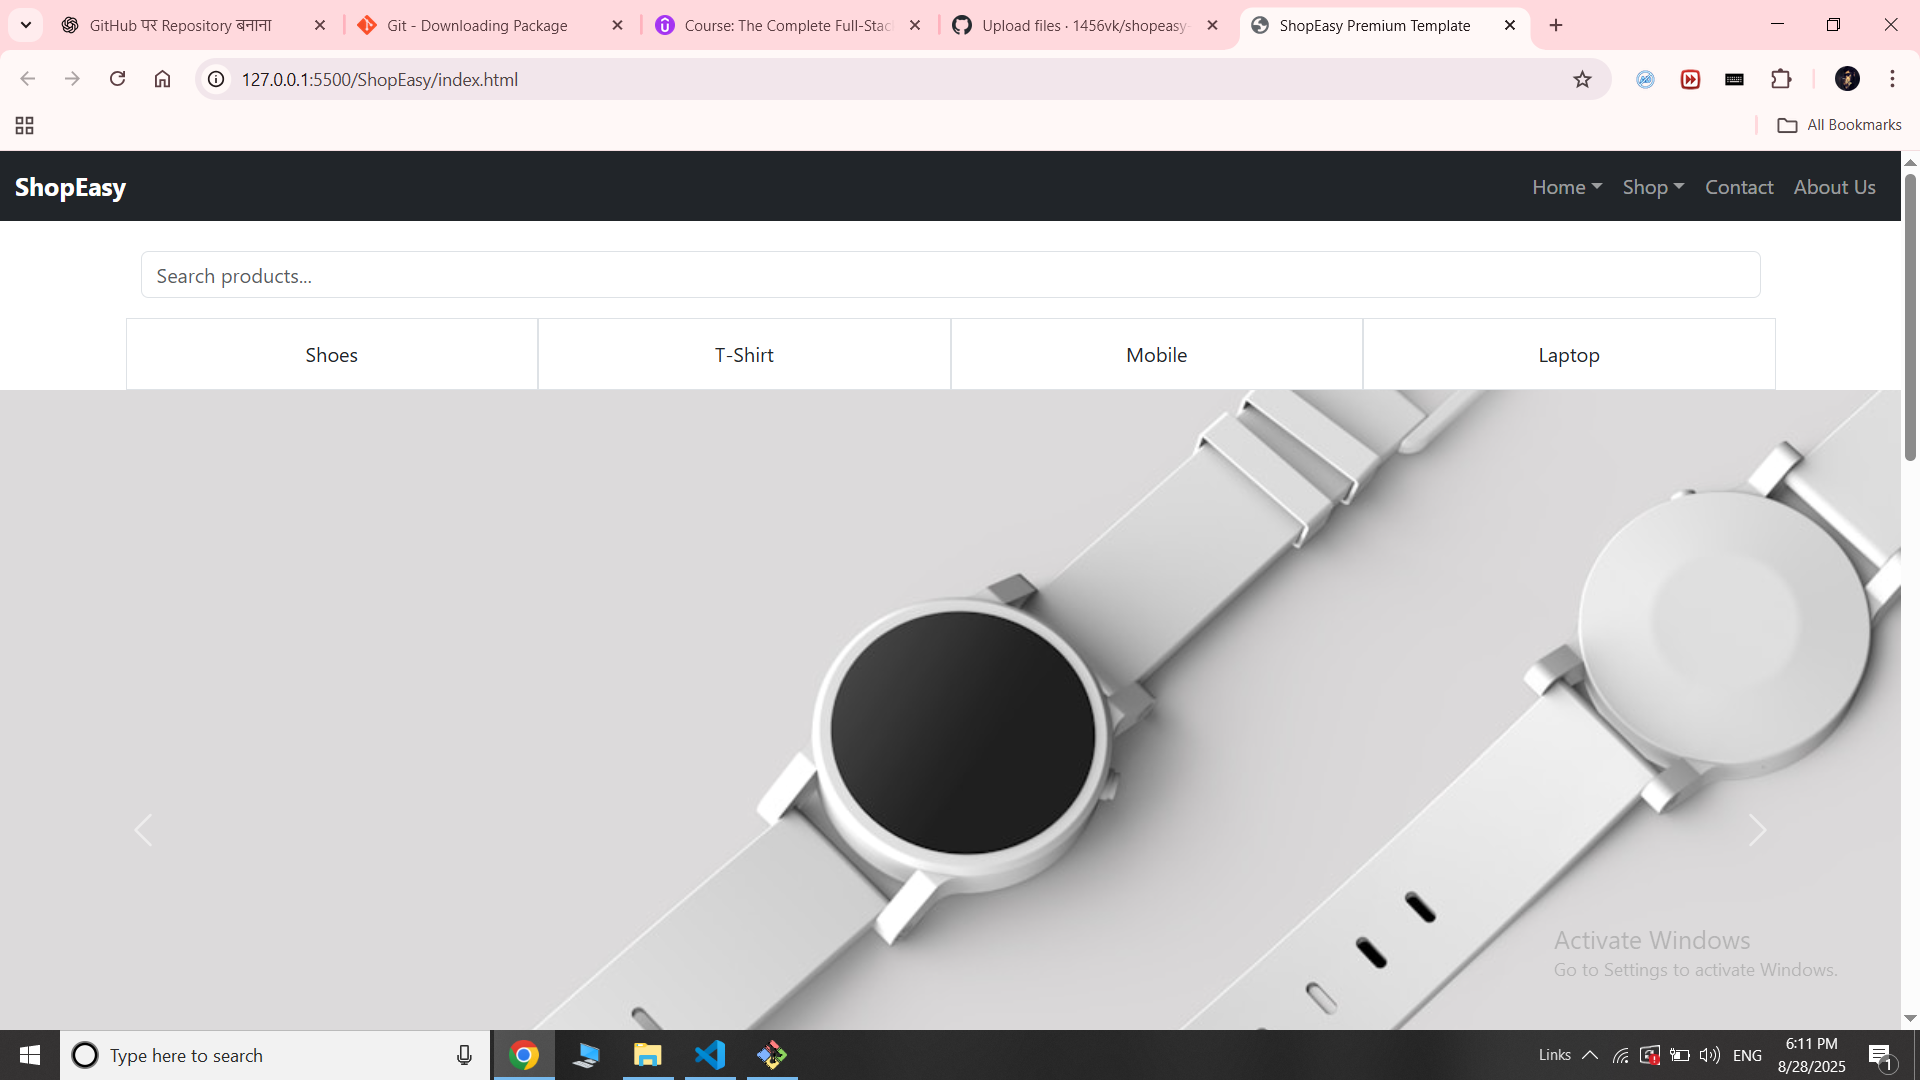 GitHub पर Repository बनाना
Git - Downloading Package
Course: The Complete Full-Stac
Upload files · 1456vk/shopeasy-
ShopEasy Premium Template
127.0.0.1:5500/ShopEasy/index.html
All Bookmarks
ShopEasy
Home
Shop
Contact
About Us
Search products...
Shoes
T-Shirt
Mobile
Laptop
Activate Windows
Go to Settings to activate Windows.
Type here to search
Links
ENG
6:11 PM
8/28/2025
1